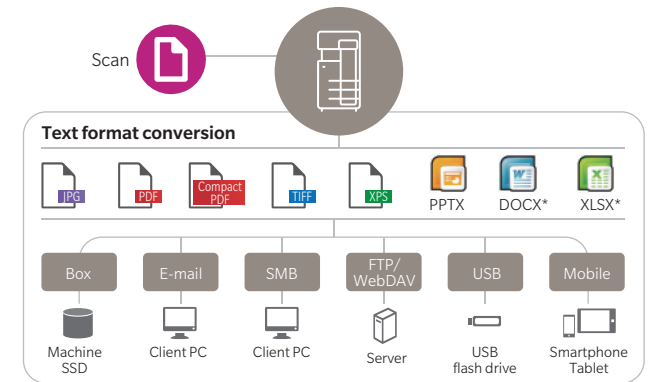 Scan
Text format conversion
JPG
PDF
Compact
PDF
TIFF
XPS
PPTX
DOCX*
XLSX*
Box
E-mail
SMB
FTP/
WebDAV
USB
Mobile
Machine
SSD
Client PC
Client PC
Server
USB
flash drive
Smartphone
Tablet